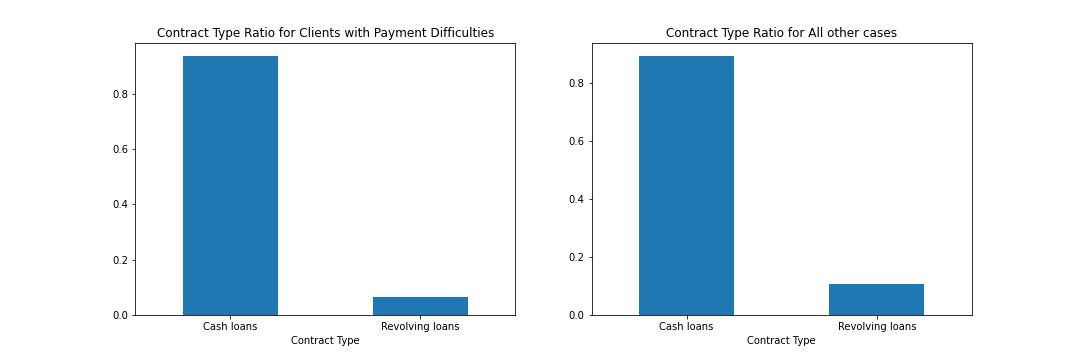 Contract Type Ratio for Clients with Payment Difficulties
0.8
0.6
0.4
0.2
0.0
Cash loans
Revolving loans
Contract Type
Contract Type Ratio for All other cases
0.8
0.6
0.4
0.2
0.0
Cash loans
Revolving loans
Contract Type